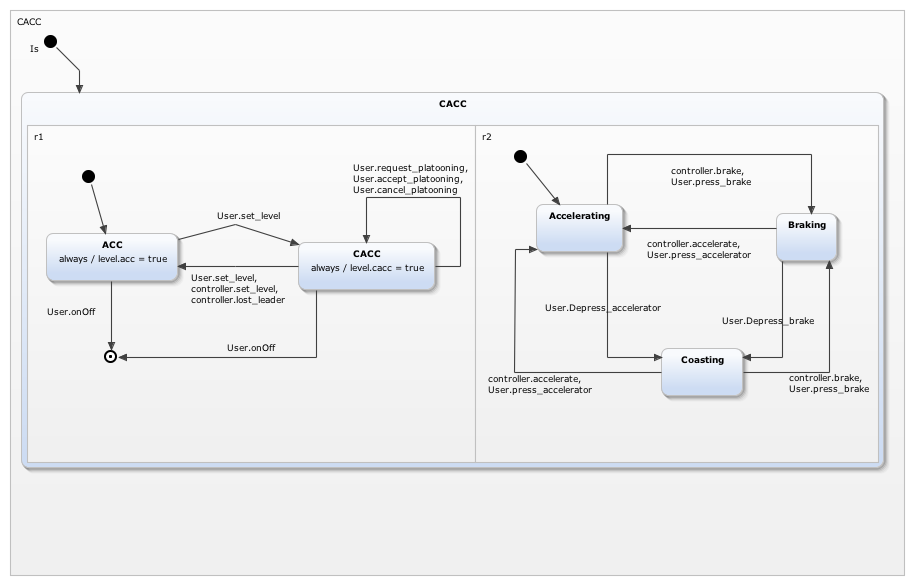 CACC
Is
CACC
r1
User.request_platooning,
User.accept_platooning,
User.cancel_platooning
User.set_level
ACC
always / level.acc = true
CACC
always / level.cacc = true
User.set_level,
controller.set_level,
controller.lost_leader
User.onOff
User.onOff
r2
controller.brake,
User.press_brake
Accelerating
Braking
controller.accelerate,
User.press_accelerator
User.Depress_accelerator
User.Depress_brake
Coasting
controller.accelerate,
User.press_accelerator
controller.brake,
User.press_brake